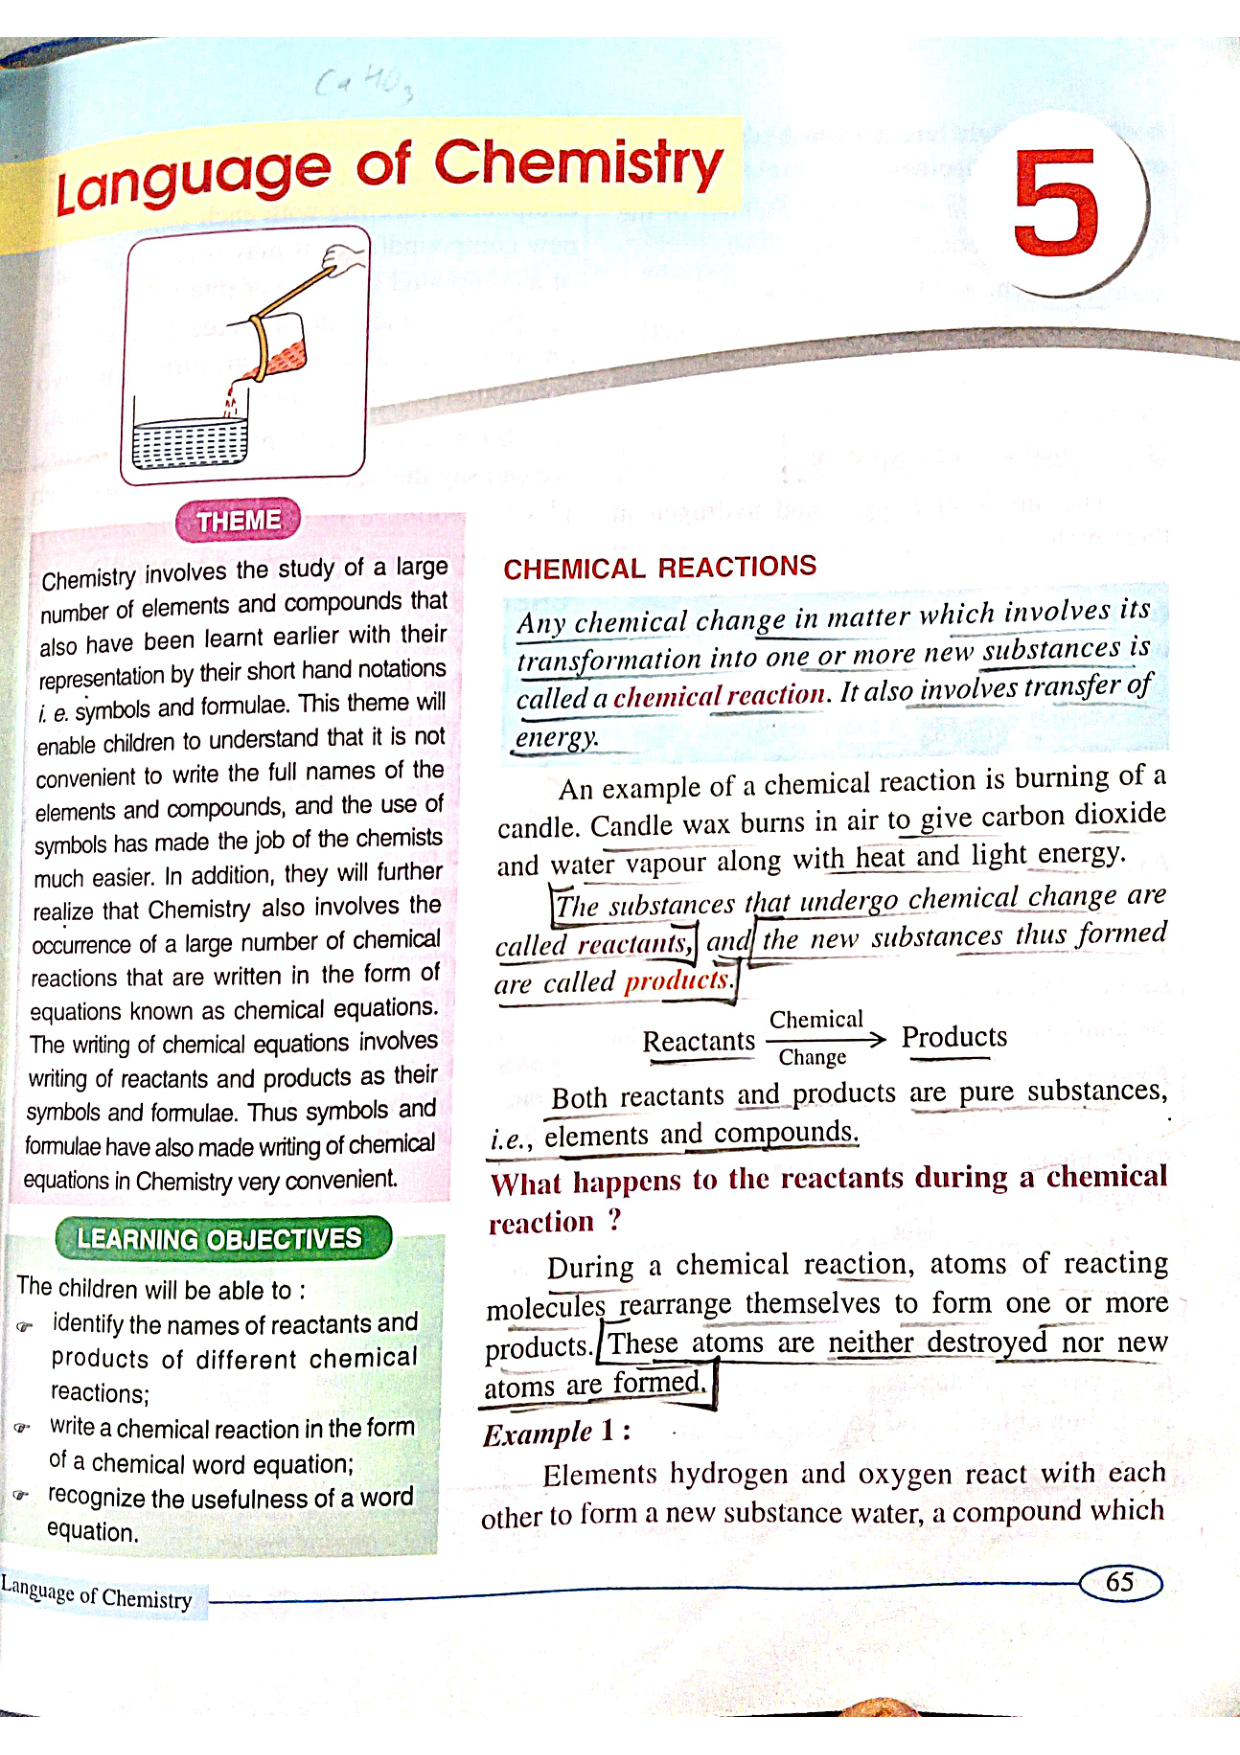 Language of Chemistry
5
THEME
Chemistry involves the study of a large
number of elements and compounds that
also have been learnt earlier with their
representation by their short hand notations
i. e. symbols and formulae. This theme will
enable children to understand that it is not
convenient to write the full names of the
elements and compounds, and the use of
symbols has made the job of the chemists
much easier. In addition, they will further
realize that Chemistry also involves the
occurrence of a large number of chemical
reactions that are written in the form of
equations known as chemical equations.
The writing of chemical equations involves
writing of reactants and products as their
symbols and formulae. Thus symbols and
formulae have also made writing of chemical
equations in Chemistry very convenient.
LEARNING OBJECTIVES
The children will be able to :
☞ identify the names of reactants and
products of different chemical
reactions;
☞ write a chemical reaction in the form
of a chemical word equation;
☞ recognize the usefulness of a word
equation.
CHEMICAL REACTIONS
Any chemical change in matter which involves its
transformation into one or more new substances is
called a chemical reaction. It also involves transfer of
energy.
An example of a chemical reaction is burning of a
candle. Candle wax burns in air to give carbon dioxide
and water vapour along with heat and light energy.
The substances that undergo chemical change are
called reactants, and the new substances thus formed
are called products.
Chemical
Reactants → Products
Change
Both reactants and products are pure substances,
i.e., elements and compounds.
What happens to the reactants during a chemical
reaction ?
During a chemical reaction, atoms of reacting
molecules rearrange themselves to form one or more
products. These atoms are neither destroyed nor new
atoms are formed.
Example 1 :
Elements hydrogen and oxygen react with each
other to form a new substance water, a compound which
Language of Chemistry
65